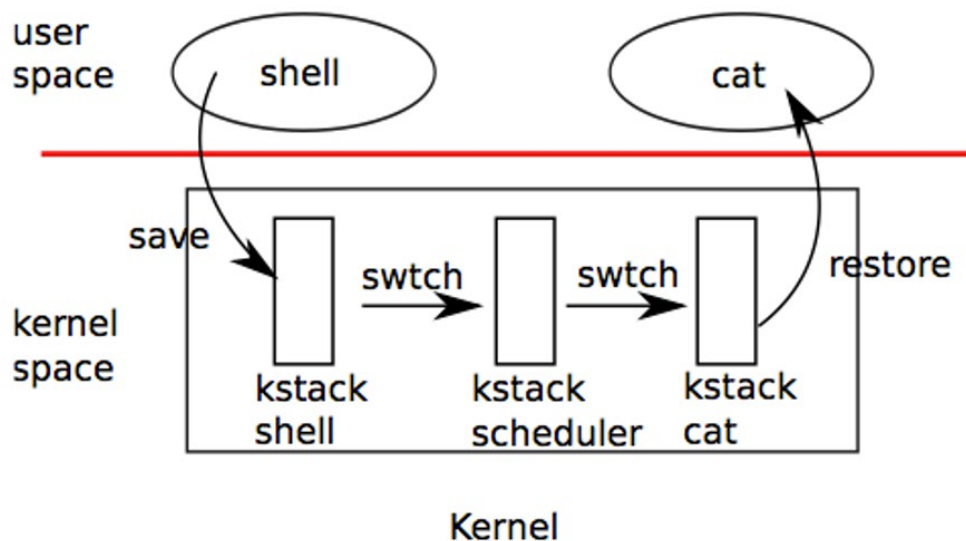 user
space
shell
cat
save
swtch
swtch
restore
kernel
space
kstack
shell
kstack
scheduler
kstack
cat
Kernel